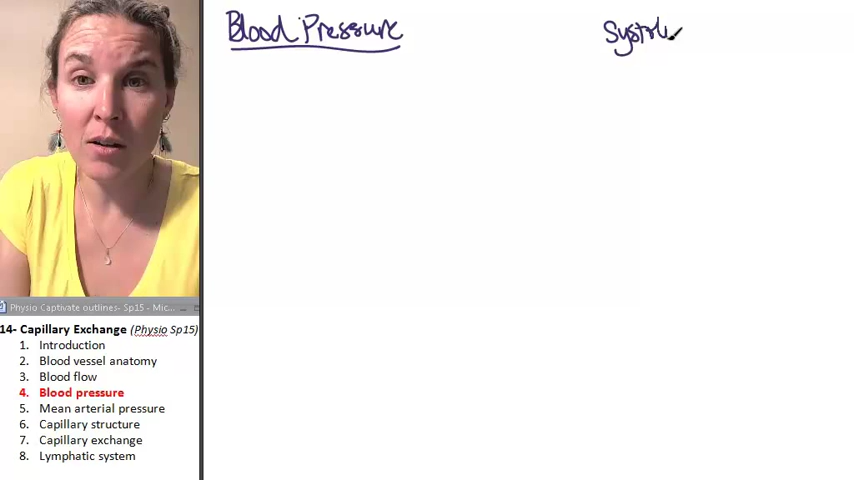 Blood Pressure
Systoli
Physio Captivate outlines- Sp15 - Mic...
14- Capillary Exchange (Physio Sp15)
1. Introduction
2. Blood vessel anatomy
3. Blood flow
4. Blood pressure
5. Mean arterial pressure
6. Capillary structure
7. Capillary exchange
8. Lymphatic system